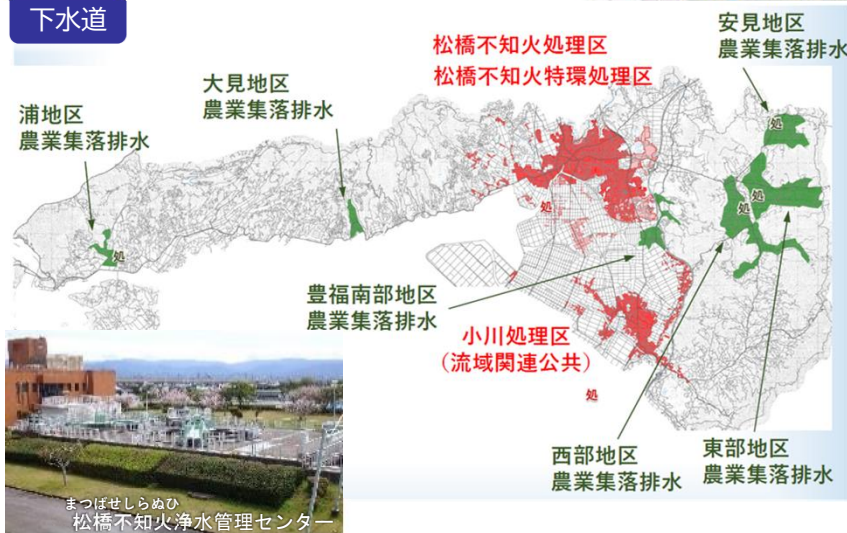 下水道
松橋不知火処理区
松橋不知火特環処理区
安見地区
農業集落排水
大見地区
農業集落排水
浦地区
農業集落排水
処
処
処
処
処
処
豊福南部地区
農業集落排水
小川処理区
（流域関連公共）
処
西部地区
農業集落排水
東部地区
農業集落排水
まつばせしらぬひ
松橋不知火浄水管理センター